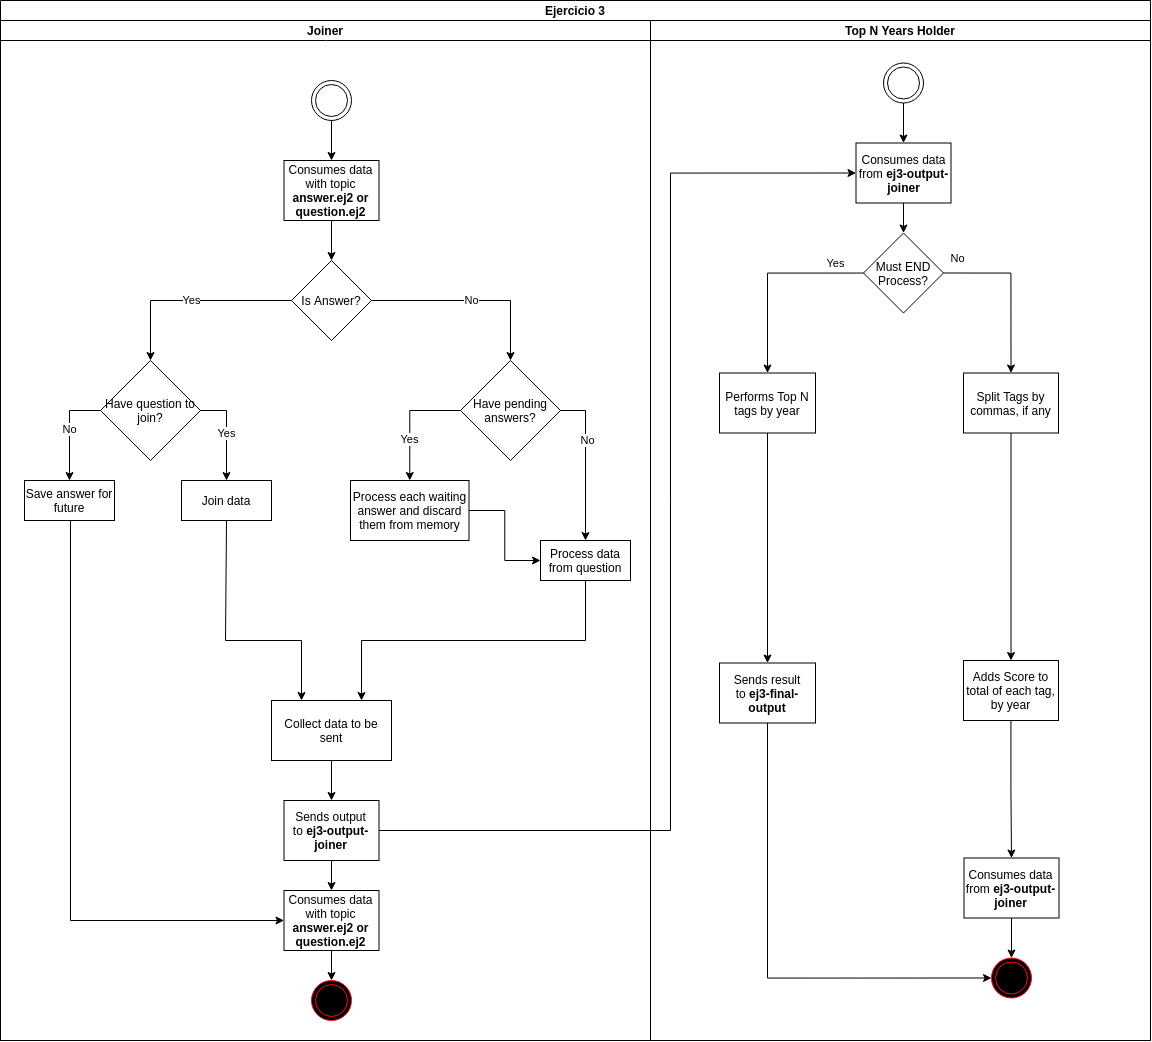 Ejercicio 3
Joiner
Top N Years Holder
Consumes data
with topic
answer.ej2 or
question.ej2
Is Answer?
Yes
No
Have question to
join?
No
Yes
Save answer for
future
Join data
Have pending
answers?
Yes
No
Process each waiting
answer and discard
them from memory
Process data
from question
Collect data to be
sent
Sends output
to ej3-output-
joiner
Consumes data
with topic
answer.ej2 or
question.ej2
Consumes data
from ej3-output-
joiner
Must END
Process?
Yes
No
Performs Top N
tags by year
Split Tags by
commas, if any
Sends result
to ej3-final-
output
Adds Score to
total of each tag,
by year
Consumes data
from ej3-output-
joiner